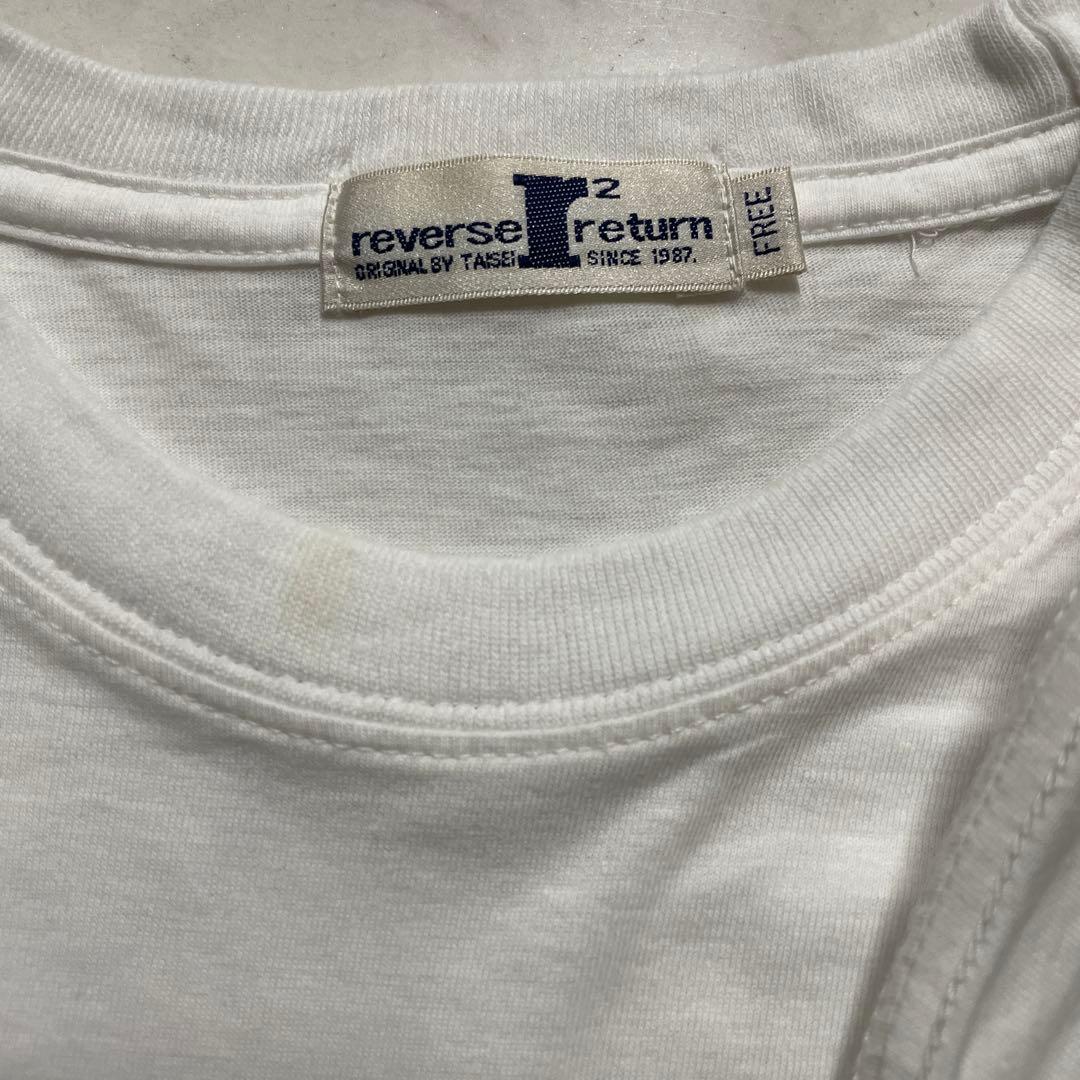 r2
reverse return
ORIGINAL BY TAISEI SINCE 1987.
FREE